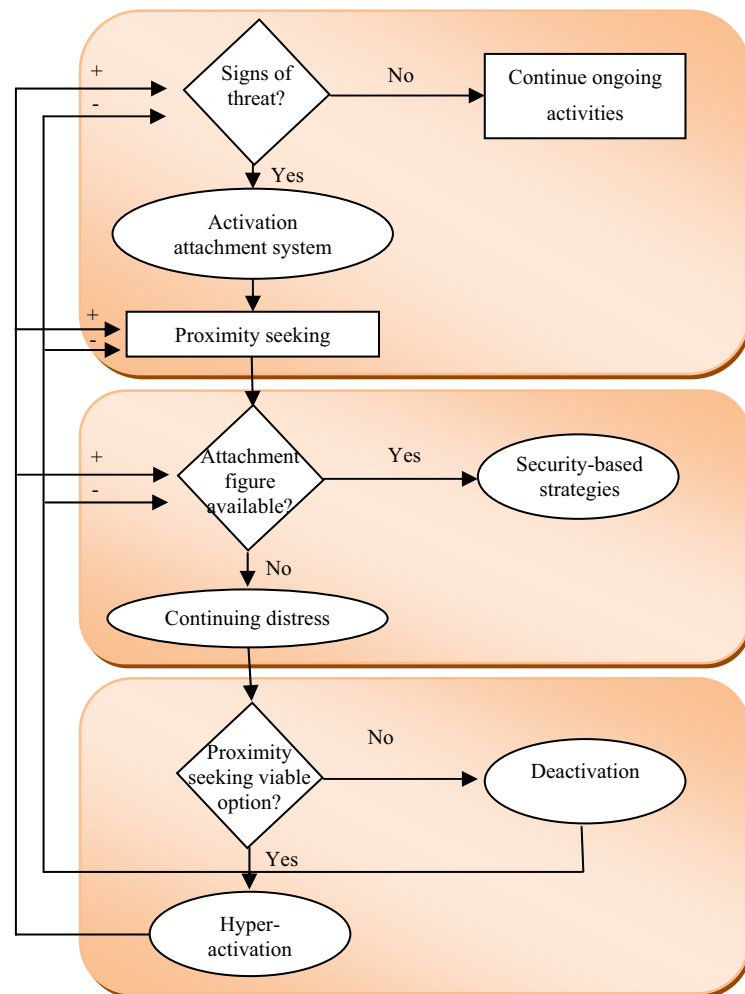 +
-
Signs of
threat?
No
Continue ongoing
activities
Yes
Activation
attachment system
+
-
Proximity seeking
+
-
Attachment
figure
available?
Yes
Security-based
strategies
No
Continuing distress
Proximity
seeking viable
option?
No
Deactivation
Yes
Hyper-
activation